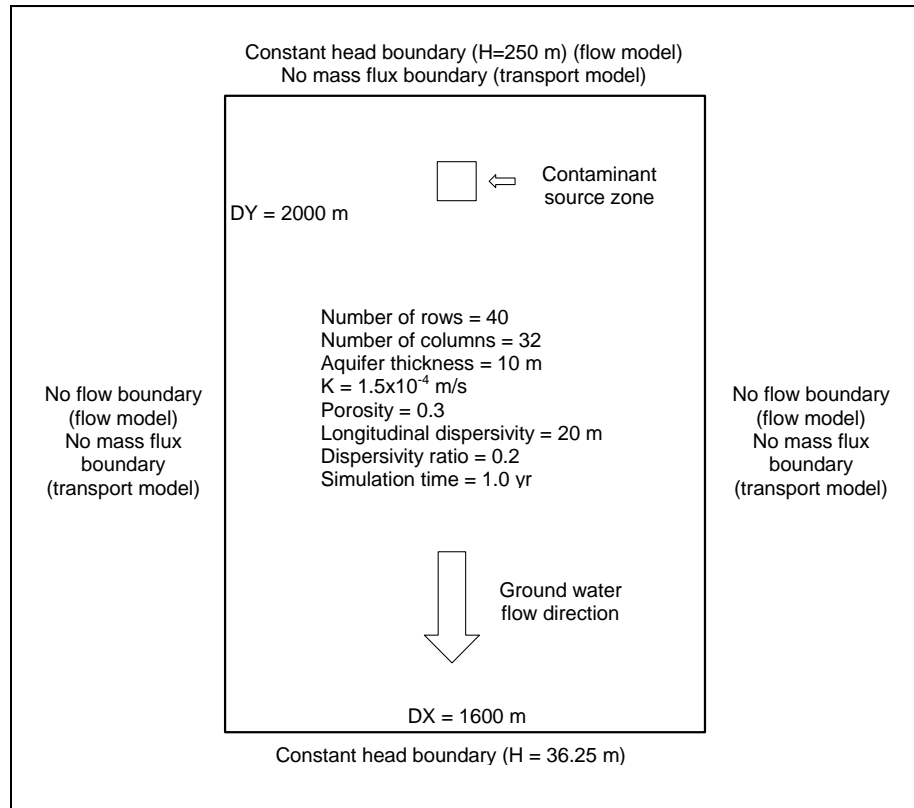 Constant head boundary (H=250 m) (flow model)
No mass flux boundary (transport model)
Contaminant
source zone
DY = 2000 m
Number of rows = 40
Number of columns = 32
Aquifer thickness = 10 m
K = 1.5x10⁻⁴ m/s
Porosity = 0.3
Longitudinal dispersivity = 20 m
Dispersivity ratio = 0.2
Simulation time = 1.0 yr
No flow boundary
(flow model)
No mass flux
boundary
(transport model)
No flow boundary
(flow model)
No mass flux
boundary
(transport model)
Ground water
flow direction
DX = 1600 m
Constant head boundary (H = 36.25 m)